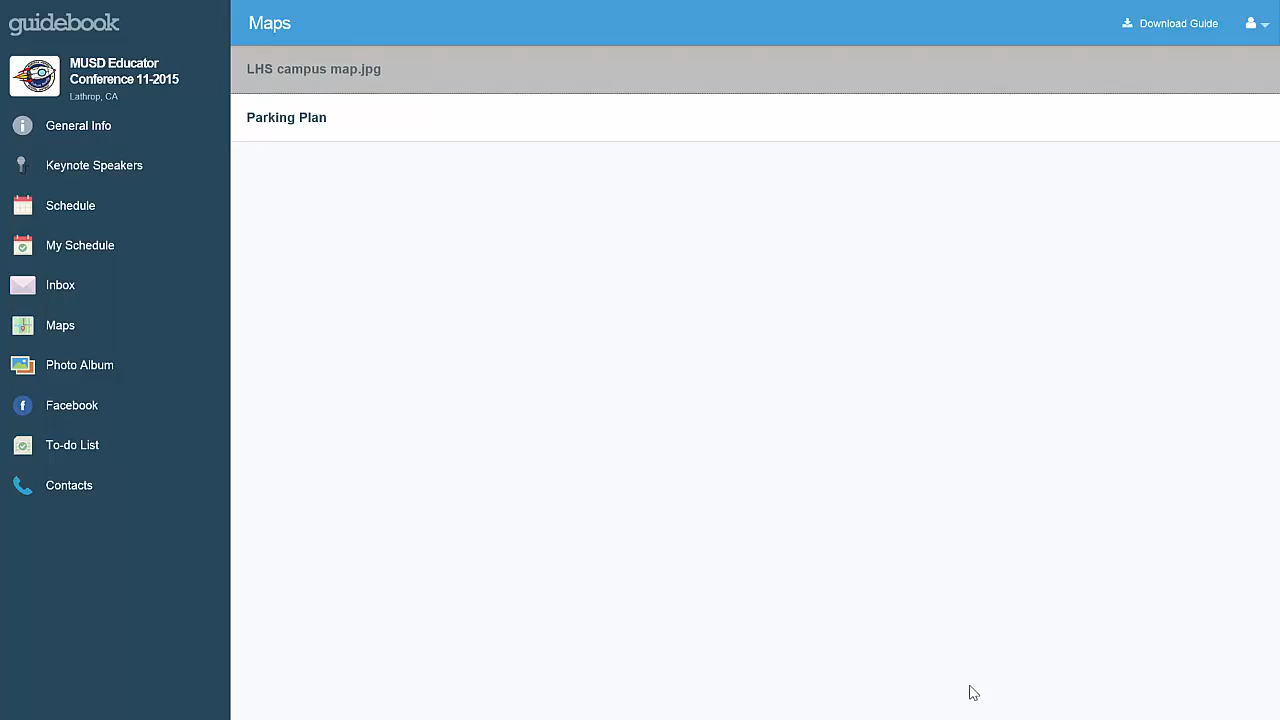 guidebook
Maps
Download Guide
MUSD Educator
Conference 11-2015
Lathrop, CA
General Info
Keynote Speakers
Schedule
My Schedule
Inbox
Maps
Photo Album
Facebook
To-do List
Contacts
LHS campus map.jpg
Parking Plan